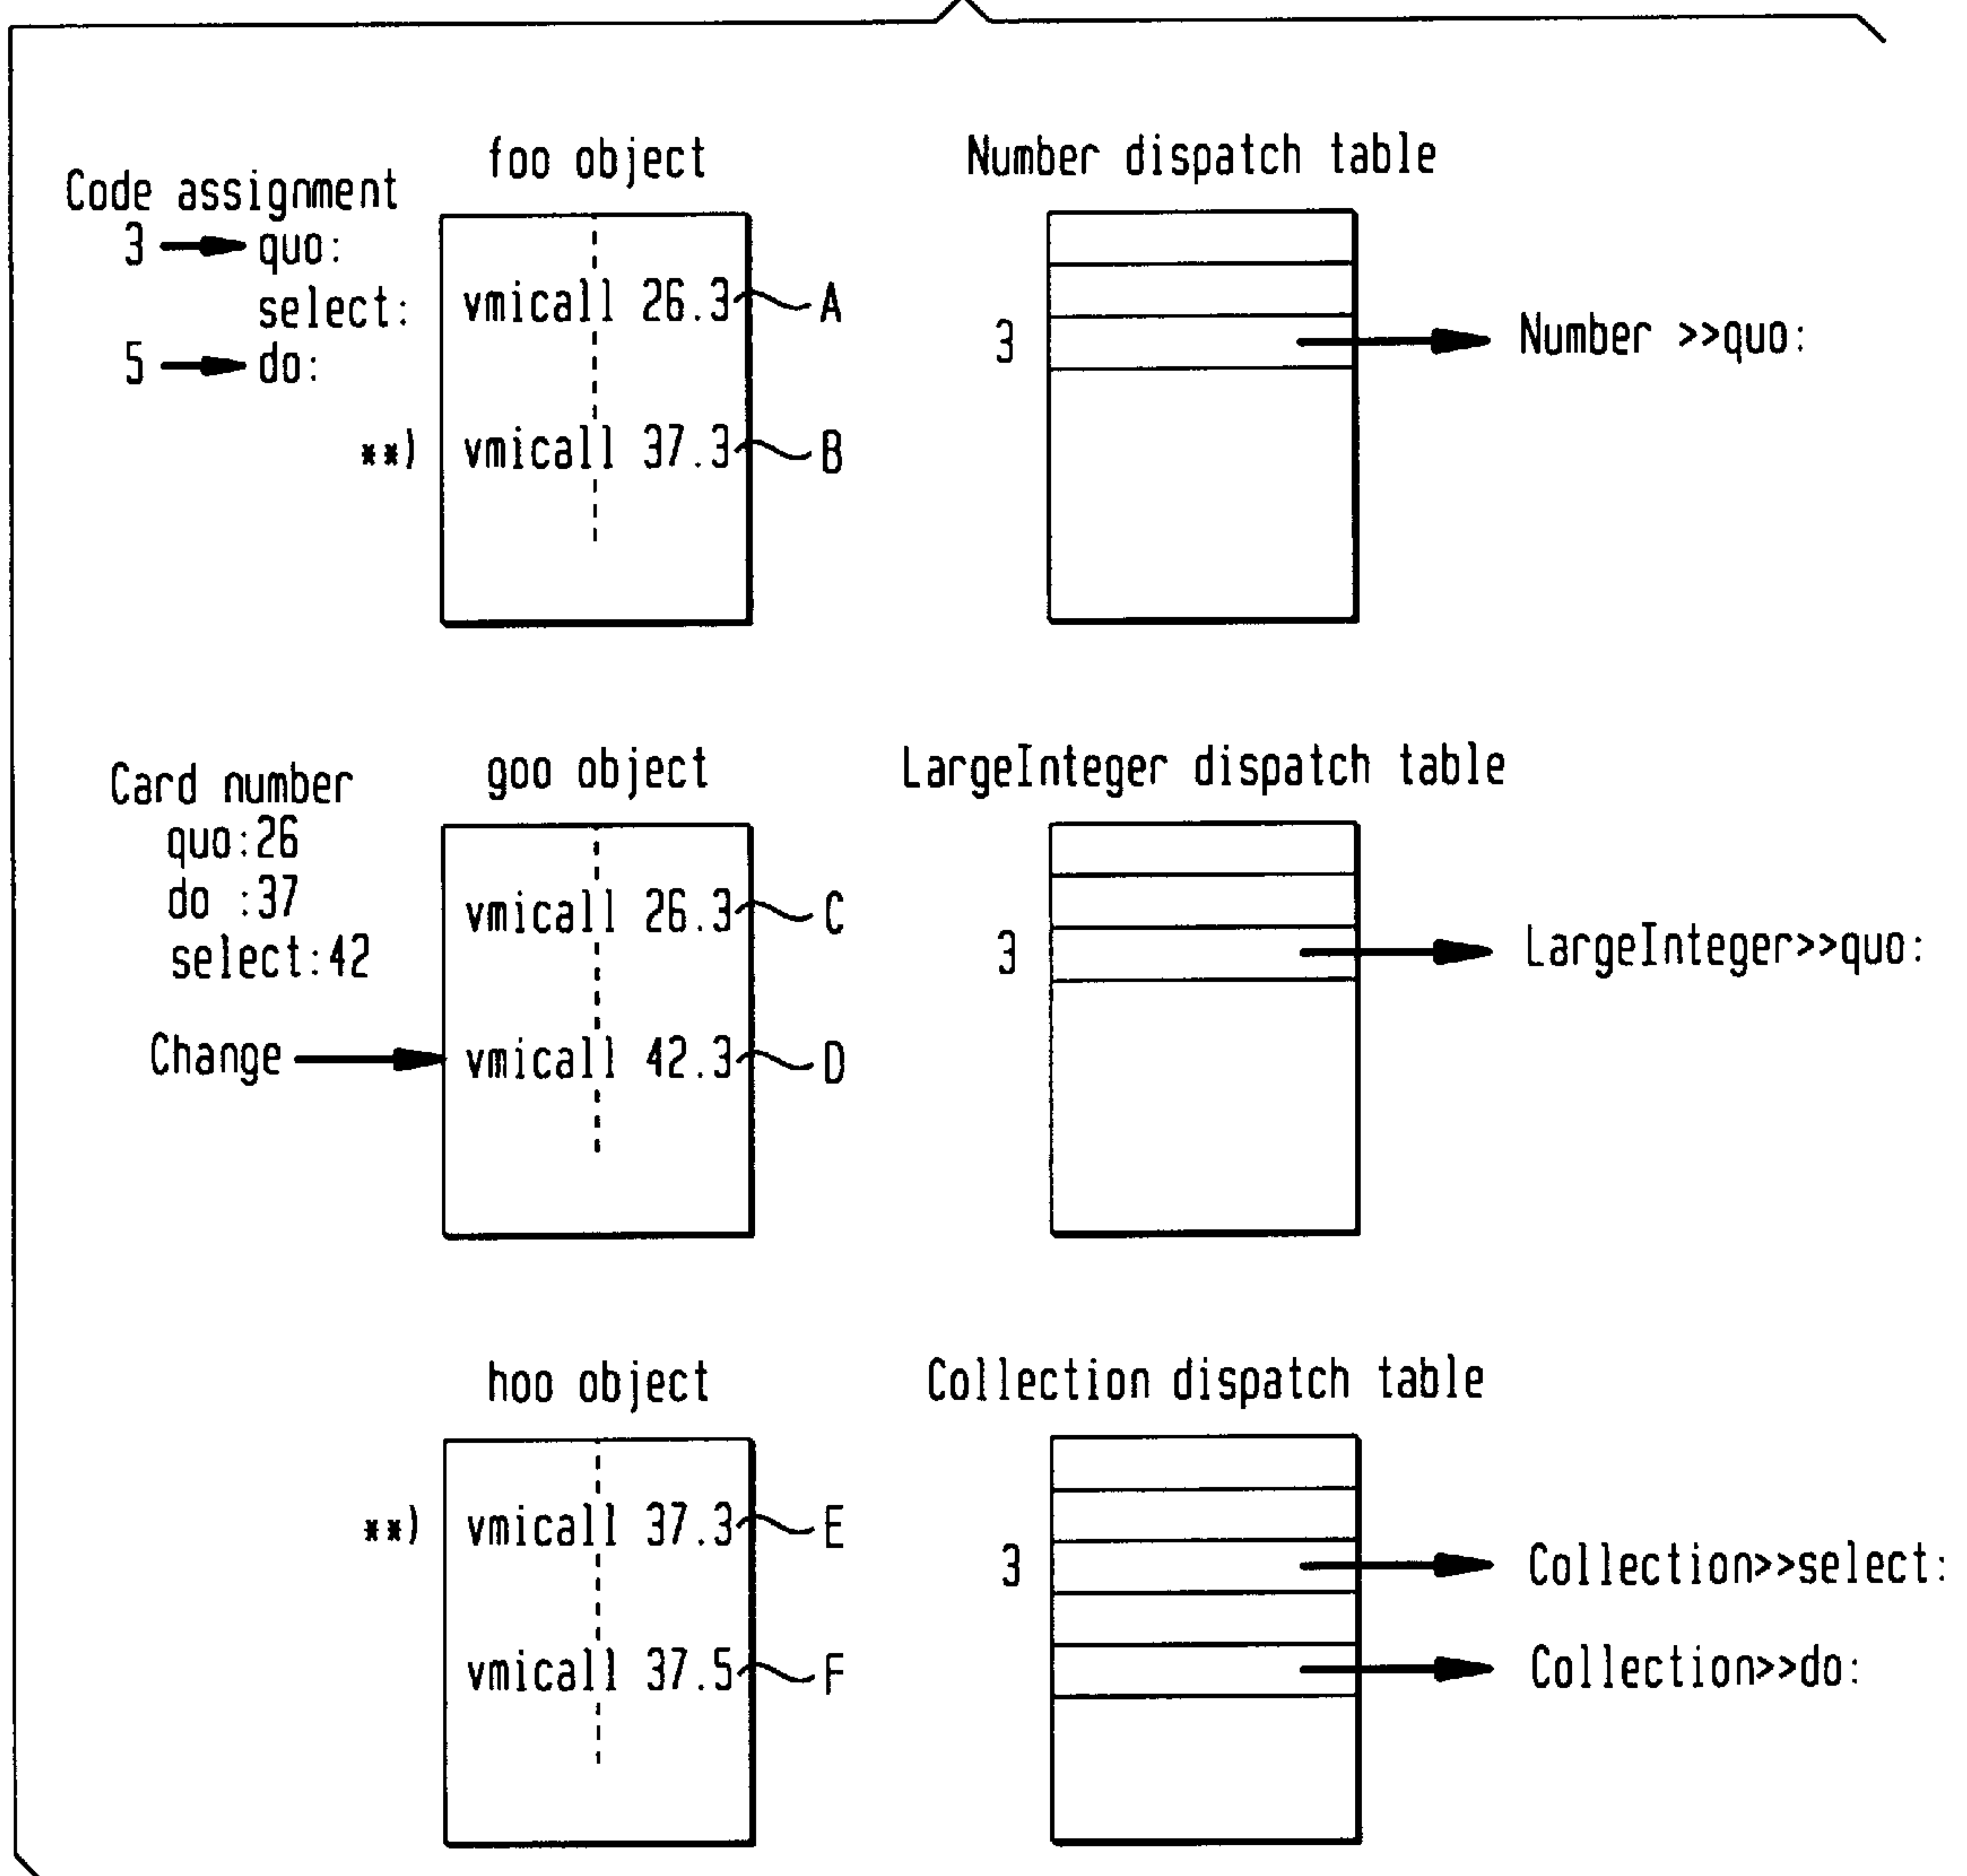 foo object
Number dispatch table
Code assignment
3 quo:
select:
5 do:
vmicall 26.3 A
3
Number >>quo:
**) vmicall 37.3 B
goo object
LargeInteger dispatch table
Card number
quo:26
do :37
select:42
vmicall 26.3 C
3
LargeInteger>>quo:
Change
vmicall 42.3 D
hoo object
Collection dispatch table
**) vmicall 37.3 E
3
Collection>>select:
vmicall 37.5 F
Collection>>do: